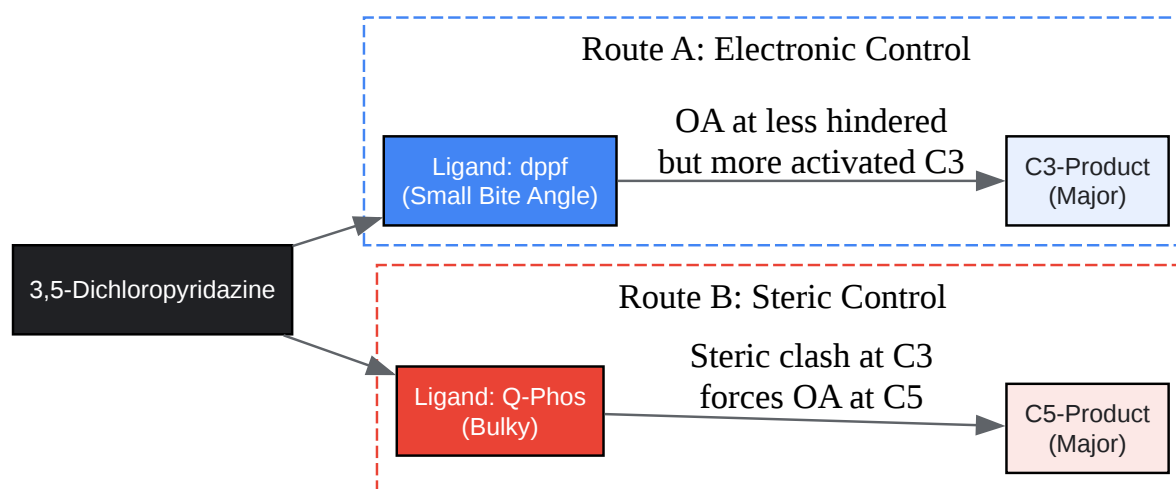 Route A: Electronic Control
OA at less hindered
but more activated C3
Ligand: dppf
(Small Bite Angle)
C3-Product
(Major)
3,5-Dichloropyridazine
Route B: Steric Control
Steric clash at C3
forces OA at C5
Ligand: Q-Phos
(Bulky)
C5-Product
(Major)